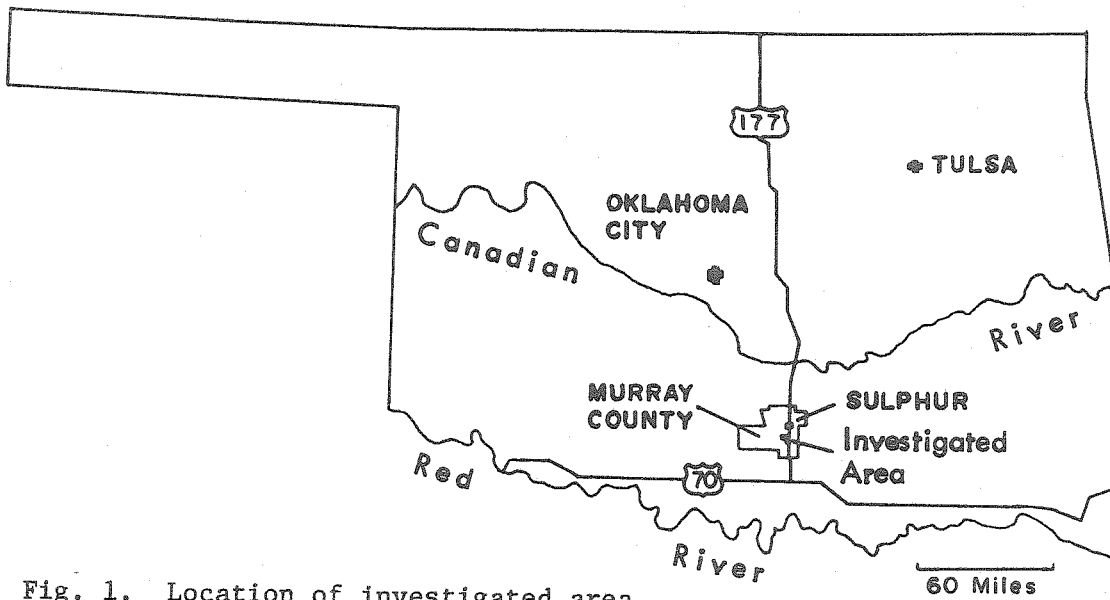 177
TULSA
OKLAHOMA
CITY
Canadian
River
MURRAY
COUNTY
SULPHUR
Investigated
Area
Red
70
River
60 Miles
Fig. 1. Location of investigated area